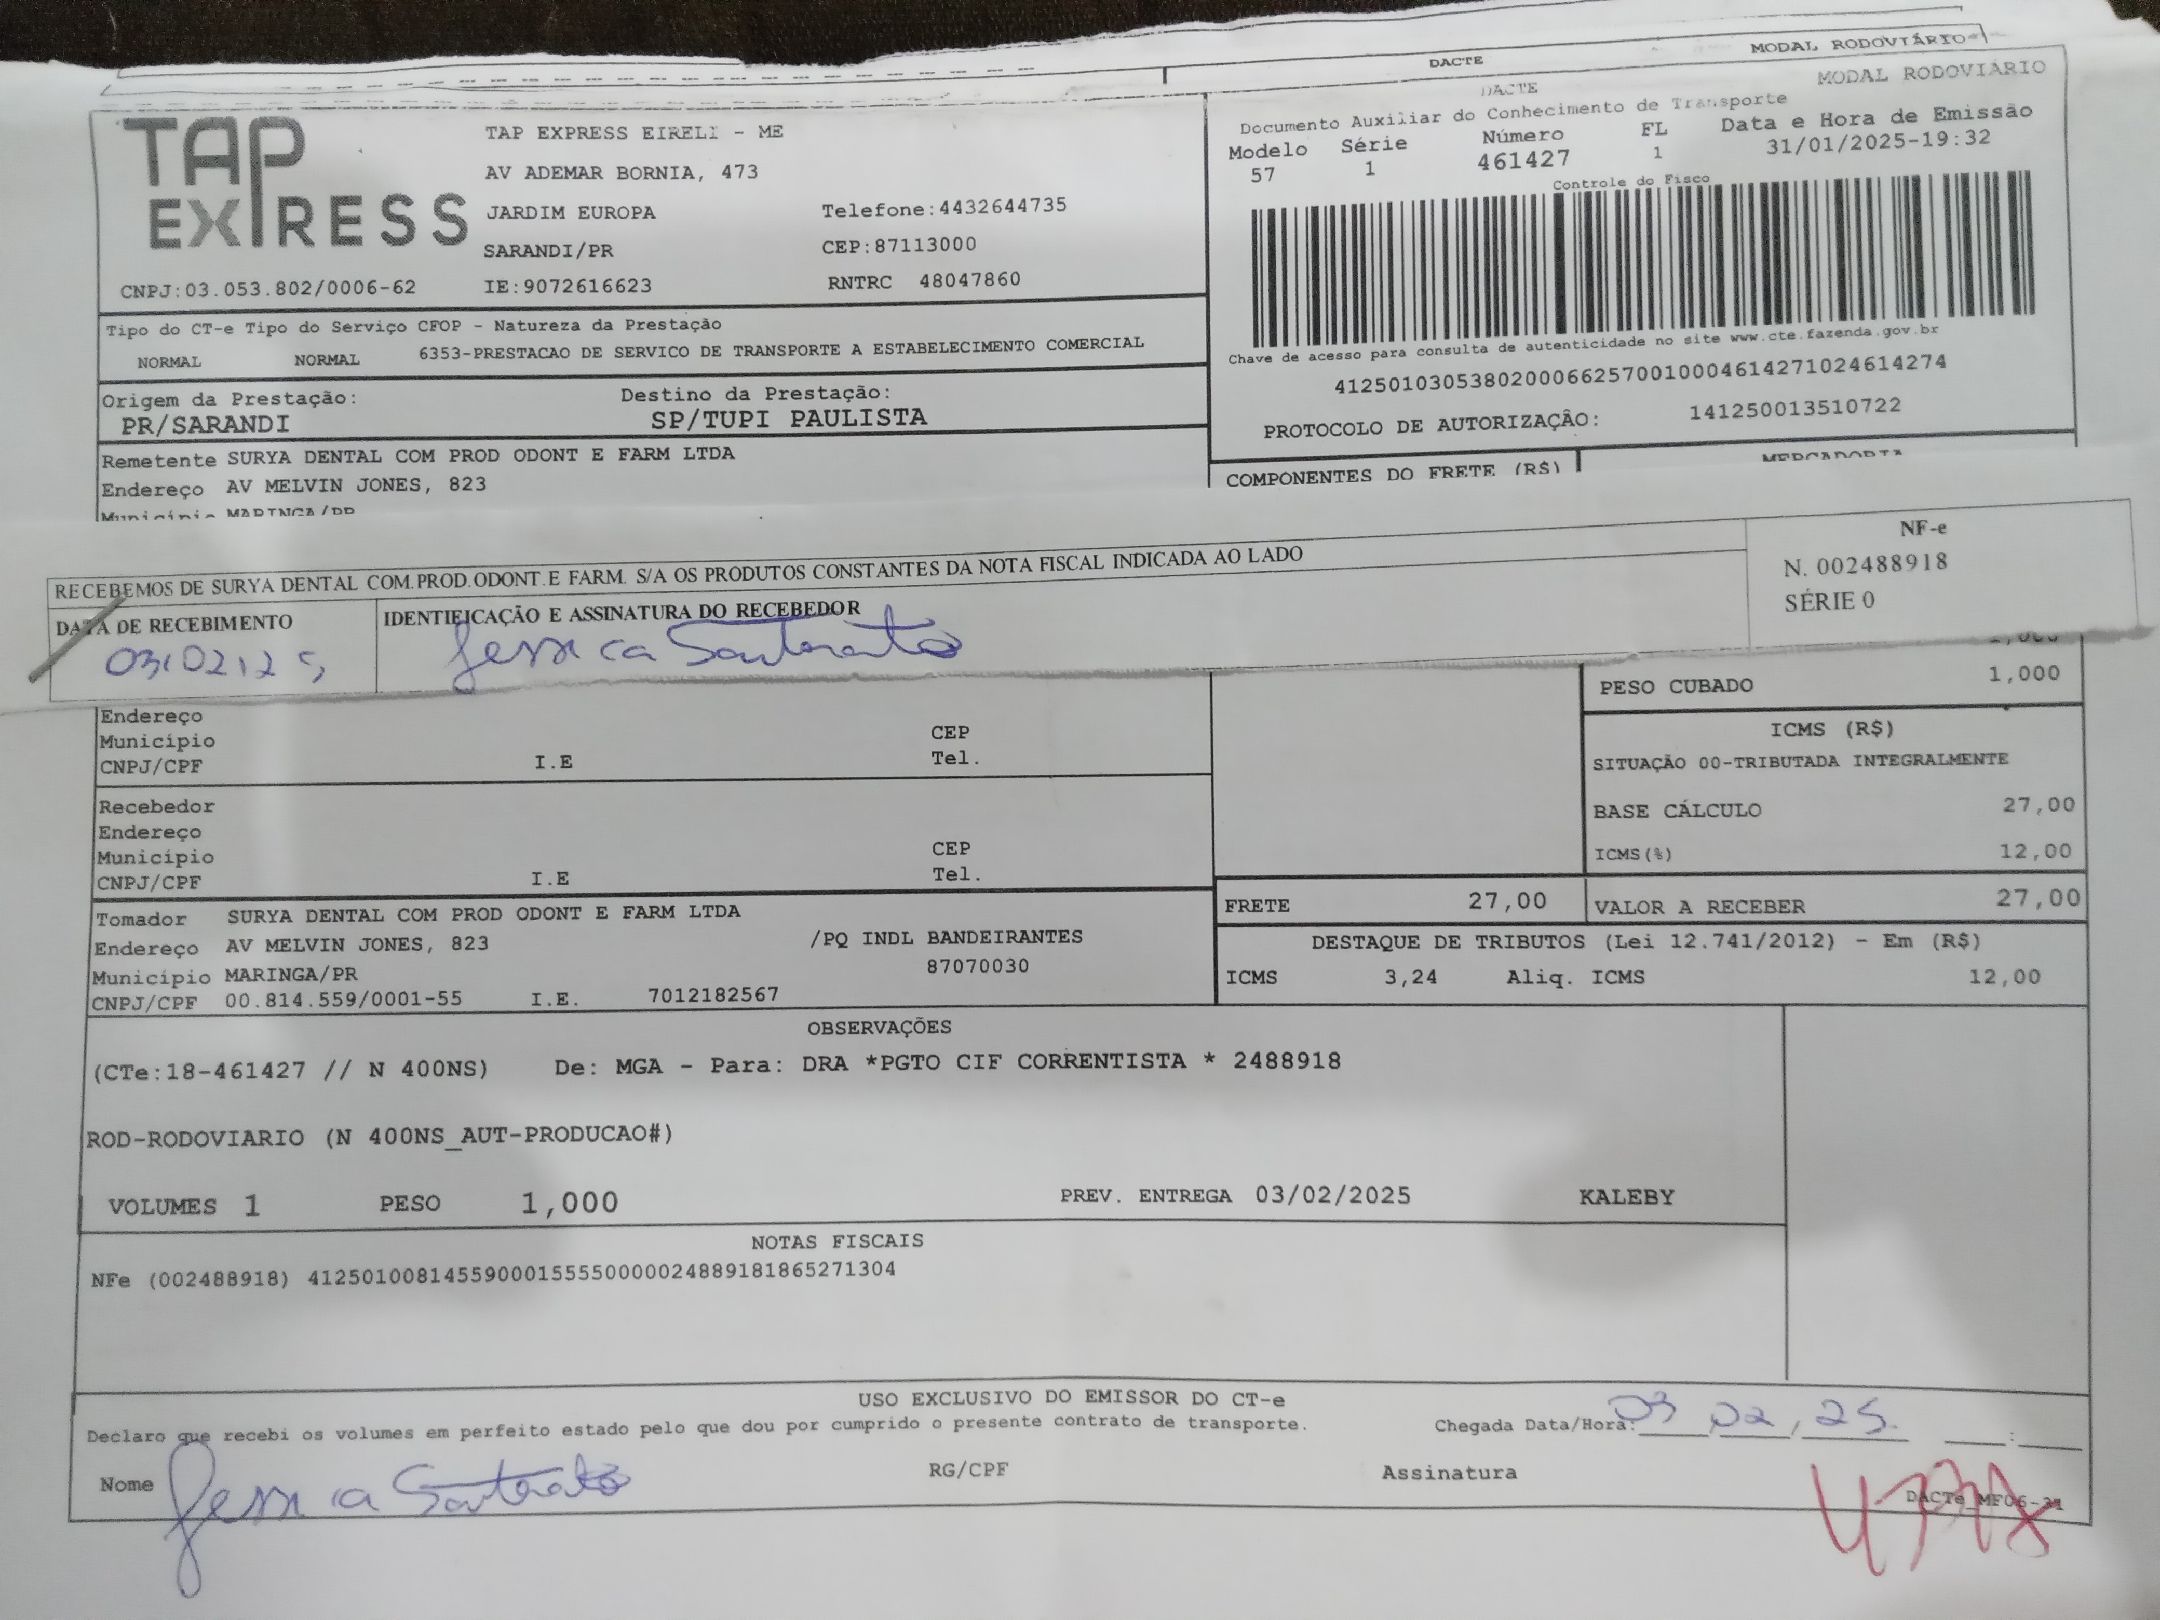 DACTE MODAL RODOVIÁRIO
DACTE MODAL RODOVIÁRIO
TAP EXPRESS
TAP EXPRESS EIRELI - ME
AV ADEMAR BORNIA, 473
JARDIM EUROPA Telefone:4432644735
SARANDI/PR CEP:87113000
CNPJ:03.053.802/0006-62 IE:9072616623 RNTRC 48047860
Documento Auxiliar do Conhecimento de Transporte
Modelo Série Número FL Data e Hora de Emissão
57 1 461427 1 31/01/2025-19:32
Controle do Fisco
Chave de acesso para consulta de autenticidade no site www.cte.fazenda.gov.br
41250103053802000662570010004614271024614274
PROTOCOLO DE AUTORIZAÇÃO: 141250013510722
Tipo do CT-e Tipo do Serviço CFOP - Natureza da Prestação
NORMAL NORMAL 6353-PRESTACAO DE SERVICO DE TRANSPORTE A ESTABELECIMENTO COMERCIAL
Origem da Prestação: Destino da Prestação:
PR/SARANDI SP/TUPI PAULISTA
Remetente SURYA DENTAL COM PROD ODONT E FARM LTDA
Endereço AV MELVIN JONES, 823
Município MARINGA/PR
COMPONENTES DO FRETE (R$) MERCADORIA
RECEBEMOS DE SURYA DENTAL COM.PROD.ODONT.E FARM. S/A OS PRODUTOS CONSTANTES DA NOTA FISCAL INDICADA AO LADO
NF-e
N. 002488918
SÉRIE 0
DATA DE RECEBIMENTO IDENTIFICAÇÃO E ASSINATURA DO RECEBEDOR
03/02/25 Jessica
PESO CUBADO 1,000
Endereço
Município CEP
CNPJ/CPF I.E Tel.
ICMS (R$)
SITUAÇÃO 00-TRIBUTADA INTEGRALMENTE
BASE CÁLCULO 27,00
ICMS(%) 12,00
Recebedor
Endereço
Município CEP
CNPJ/CPF I.E Tel.
FRETE 27,00 VALOR A RECEBER 27,00
Tomador SURYA DENTAL COM PROD ODONT E FARM LTDA
Endereço AV MELVIN JONES, 823 /PQ INDL BANDEIRANTES
Município MARINGA/PR 87070030
CNPJ/CPF 00.814.559/0001-55 I.E. 7012182567
DESTAQUE DE TRIBUTOS (Lei 12.741/2012) - Em (R$)
ICMS 3,24 Aliq. ICMS 12,00
OBSERVAÇÕES
(CTe:18-461427 // N 400NS) De: MGA - Para: DRA *PGTO CIF CORRENTISTA * 2488918
ROD-RODOVIARIO (N 400NS_AUT-PRODUCAO#)
VOLUMES 1 PESO 1,000 PREV. ENTREGA 03/02/2025 KALEBY
NOTAS FISCAIS
NFe (002488918) 41250100814559000155550000024889181865271304
USO EXCLUSIVO DO EMISSOR DO CT-e
Declaro que recebi os volumes em perfeito estado pelo que dou por cumprido o presente contrato de transporte. Chegada Data/Hora: 03 02 25
Nome Jessica RG/CPF Assinatura
DACTe_MF06-21